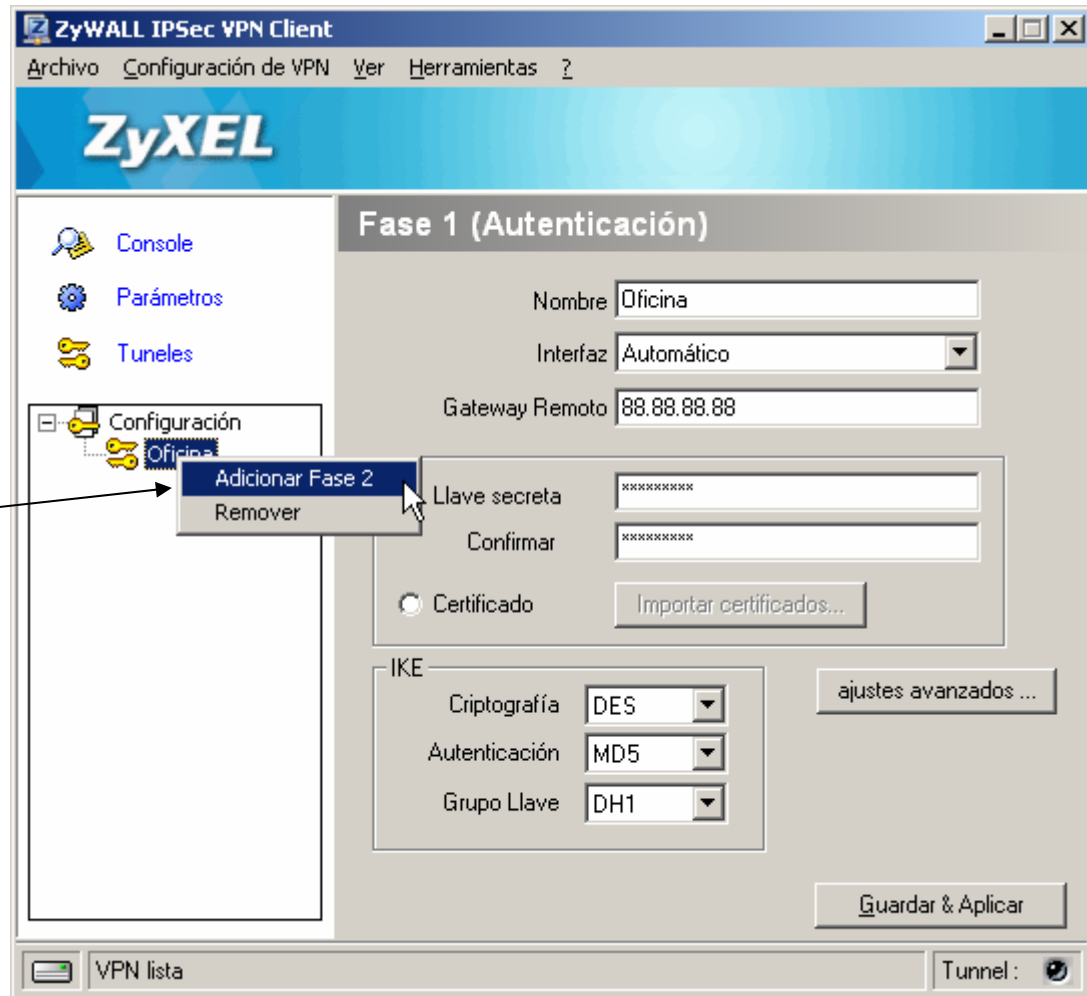 ZyWALL IPSec VPN Client
Archivo Configuración de VPN Ver Herramientas ?
ZyXEL
Console
Parámetros
Tuneles
Configuración
Oficina
Adicionar Fase 2
Remover
Fase 1 (Autenticación)
Nombre Oficina
Interfaz Automático
Gateway Remoto 88.88.88.88
Llave secreta *********
Confirmar *********
Certificado Importar certificados...
IKE
Criptografía DES
Autenticación MD5
Grupo Llave DH1
ajustes avanzados ...
Guardar & Aplicar
VPN lista Tunnel :